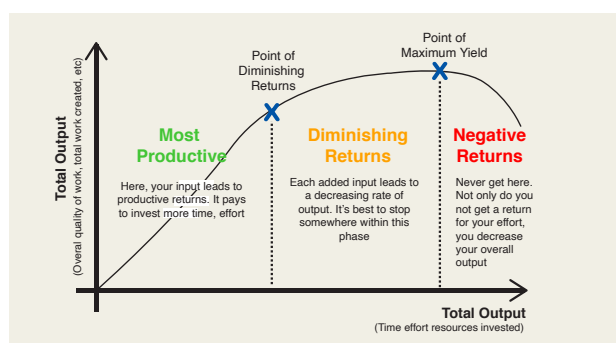 Point of
Maximum Yield
Point of
Diminishing
Returns
Total Output
(Overal quality of work, total work created, etc)
Most
Productive
Here, your input leads to
productive returns. It pays
to invest more time, effort
Diminishing
Returns
Each added input leads to
a decreasing rate of
output. It's best to stop
somewhere within this
phase
Negative
Returns
Never get here.
Not only do you
not get a return
for your effort,
you decrease
your overall
output
Total Output
(Time effort resources invested)